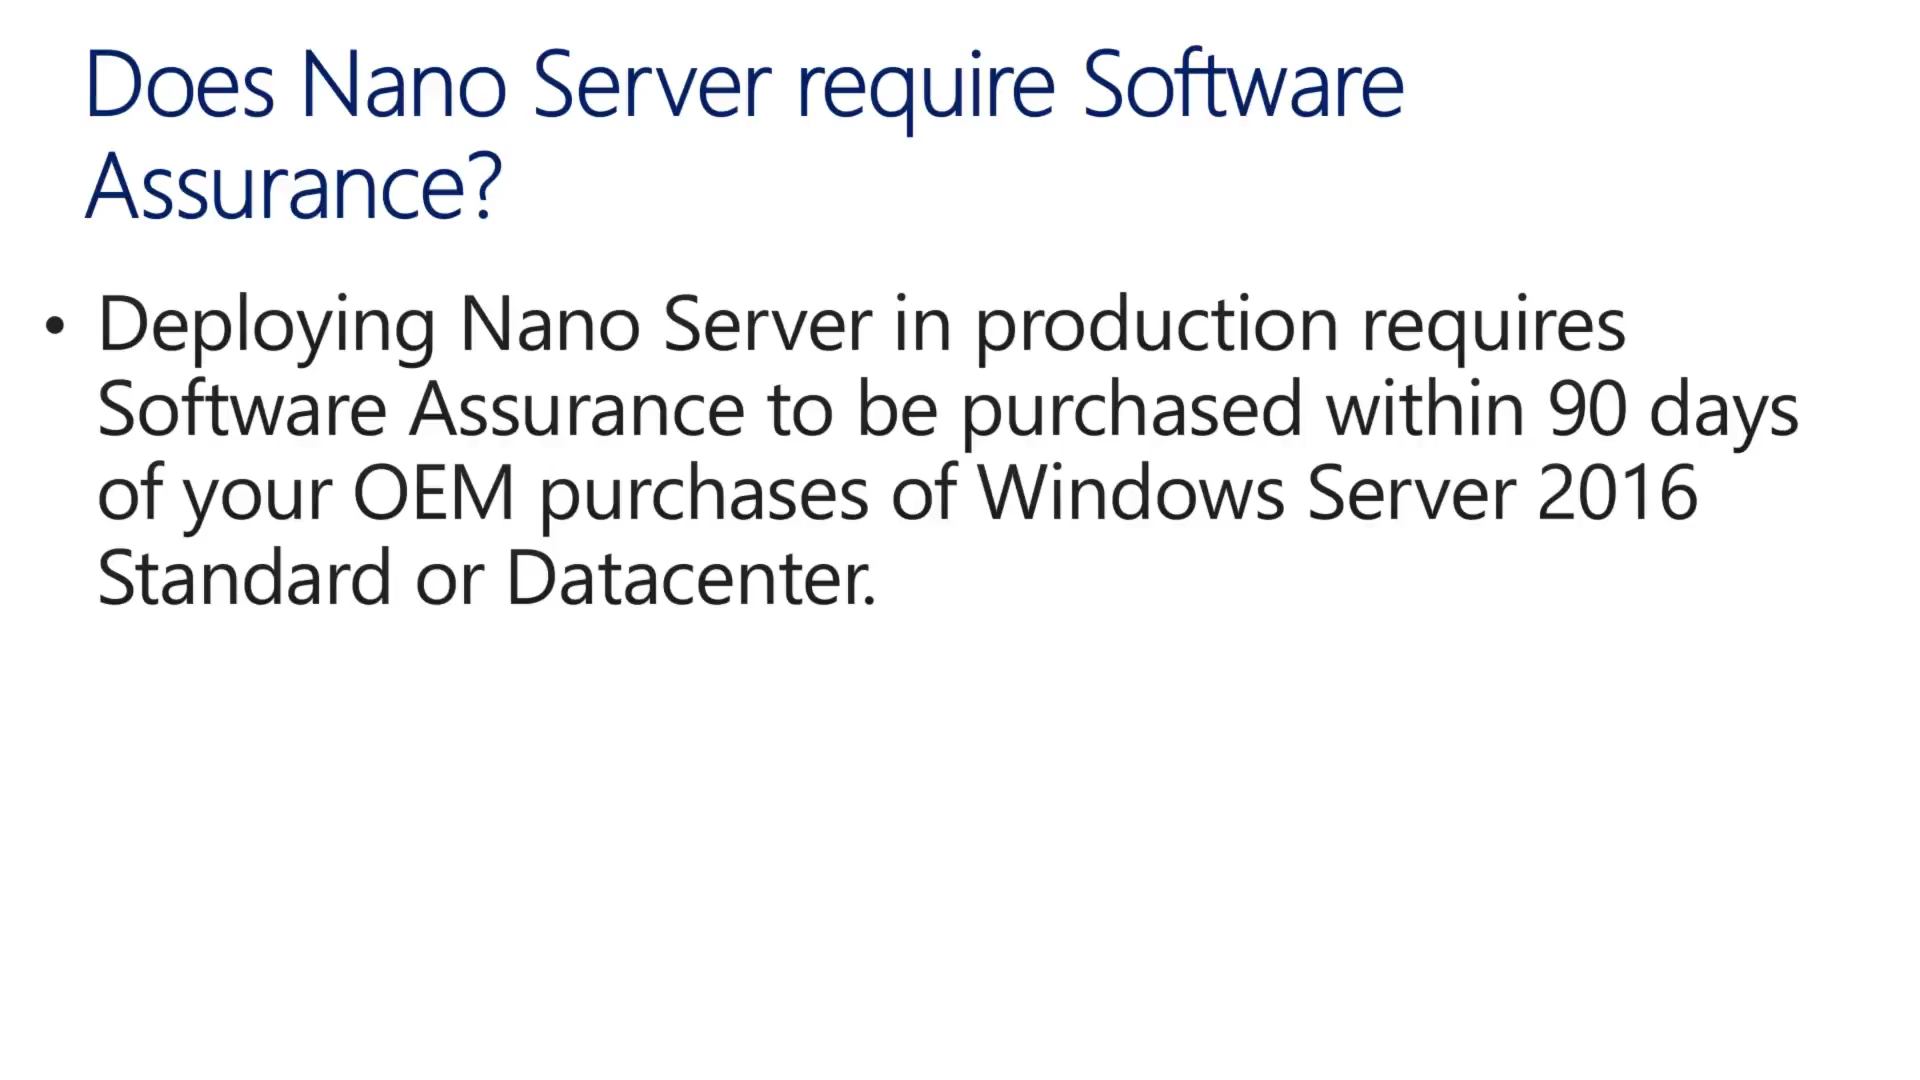 Does Nano Server require Software
Assurance?
• Deploying Nano Server in production requires
Software Assurance to be purchased within 90 days
of your OEM purchases of Windows Server 2016
Standard or Datacenter.